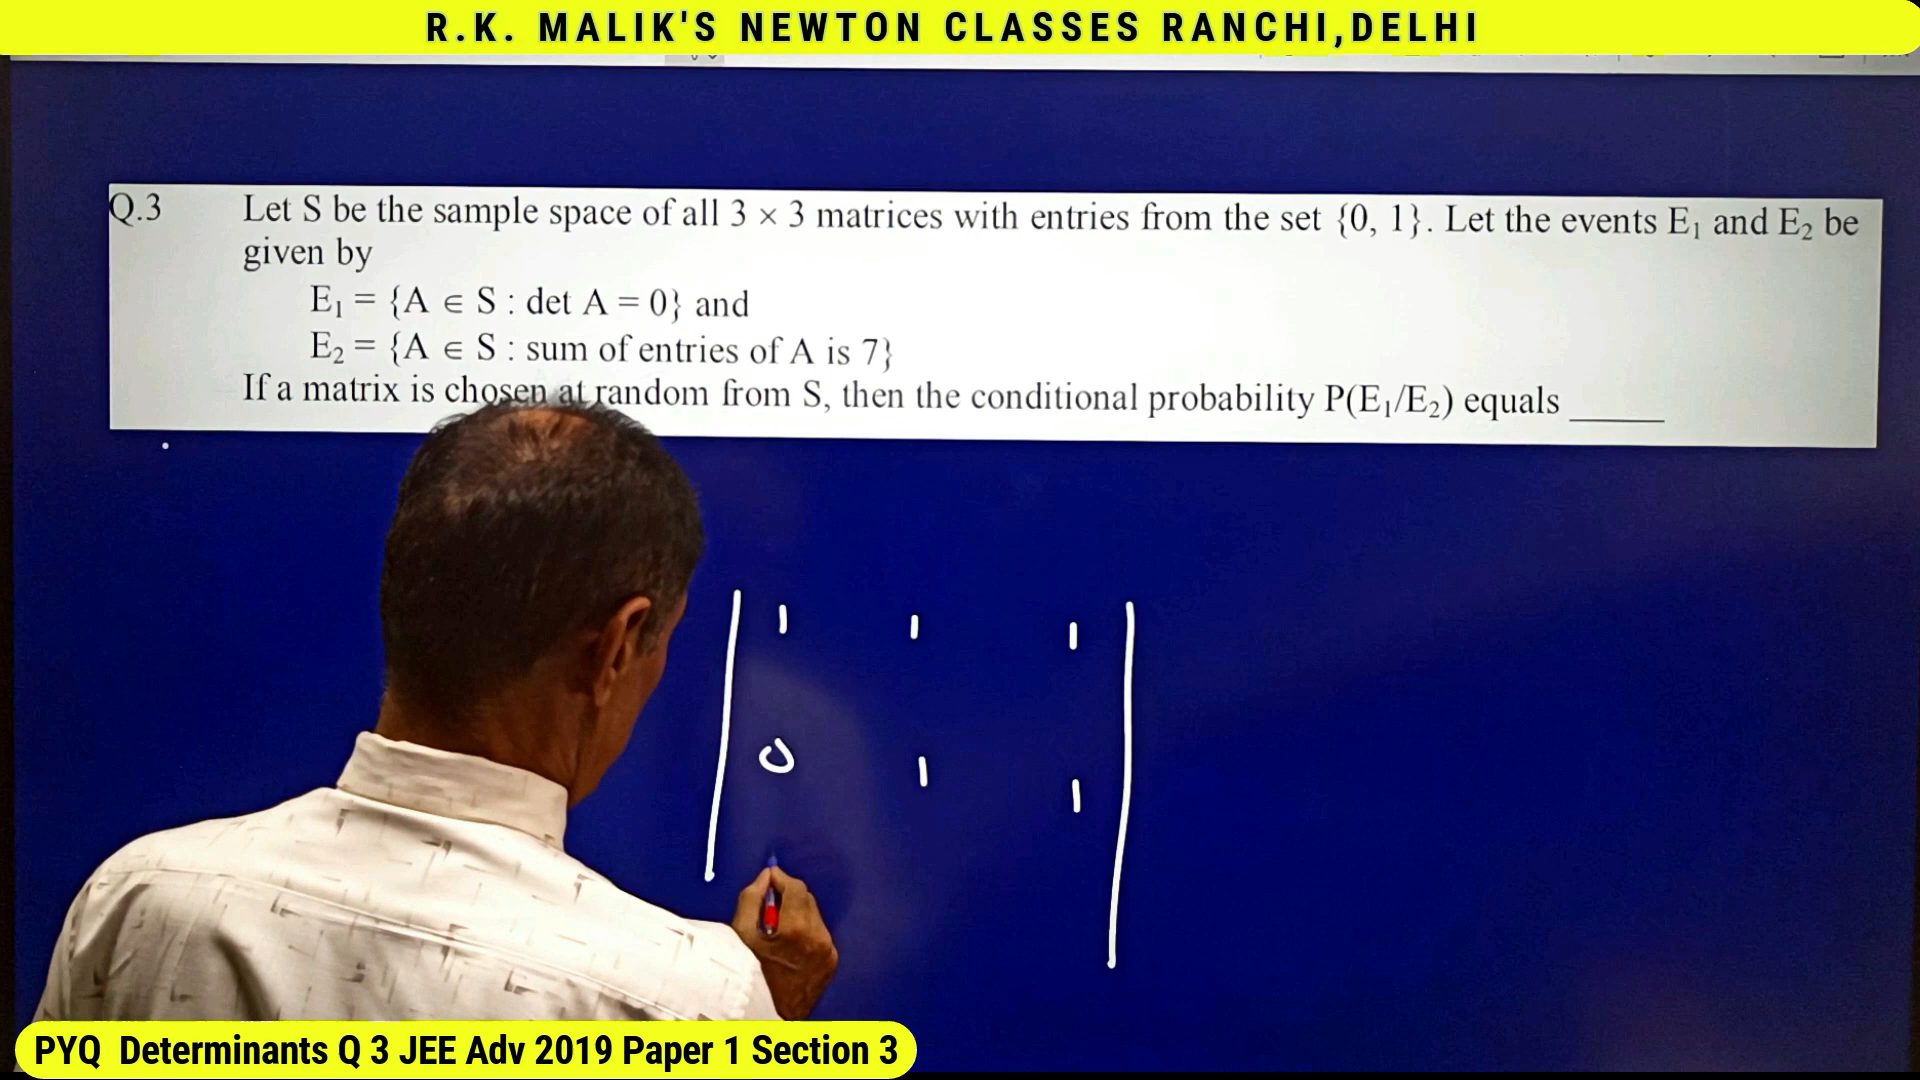 R.K. MALIK'S NEWTON CLASSES RANCHI,DELHI
Q.3 Let S be the sample space of all 3 × 3 matrices with entries from the set {0, 1}. Let the events E₁ and E₂ be
given by
E₁ = {A ∈ S : det A = 0} and
E₂ = {A ∈ S : sum of entries of A is 7}
If a matrix is chosen at random from S, then the conditional probability P(E₁/E₂) equals ______
1 1 1
0 1 1
PYQ Determinants Q 3 JEE Adv 2019 Paper 1 Section 3